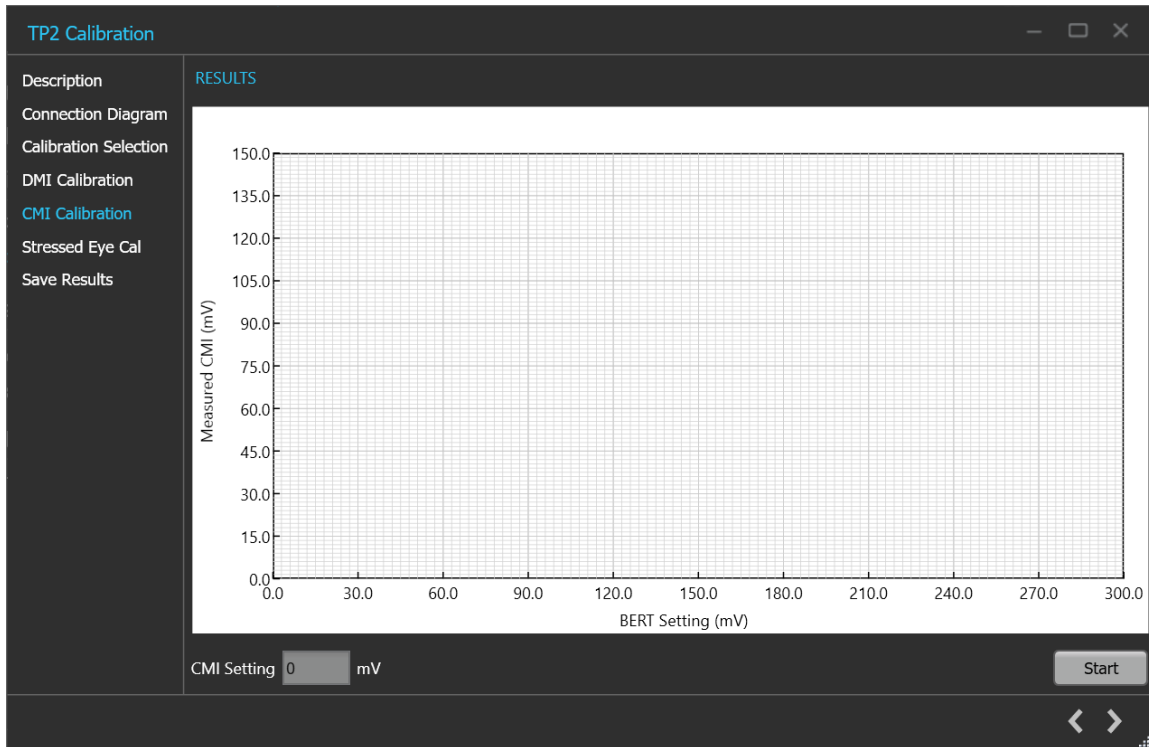 TP2 Calibration
Description
Connection Diagram
Calibration Selection
DMI Calibration
CMI Calibration
Stressed Eye Cal
Save Results
RESULTS
Measured CMI (mV)
150.0
135.0
120.0
105.0
90.0
75.0
60.0
45.0
30.0
15.0
0.0
0.0 30.0 60.0 90.0 120.0 150.0 180.0 210.0 240.0 270.0 300.0
BERT Setting (mV)
CMI Setting 0 mV
Start